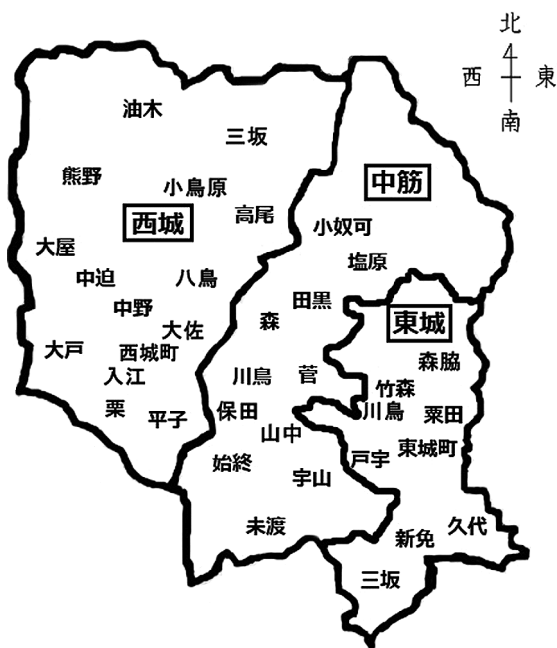 北
西 東
南
油木
三坂
熊野
小鳥原
高尾
西城
大屋
中迫
八鳥
中野
大佐
大戸
西城町
入江
栗
平子
中筋
小奴可
塩原
田黒
森
川鳥
菅
保田
山中
始終
宇山
未渡
東城
森脇
竹森
川鳥
粟田
戸宇
東城町
久代
新免
三坂